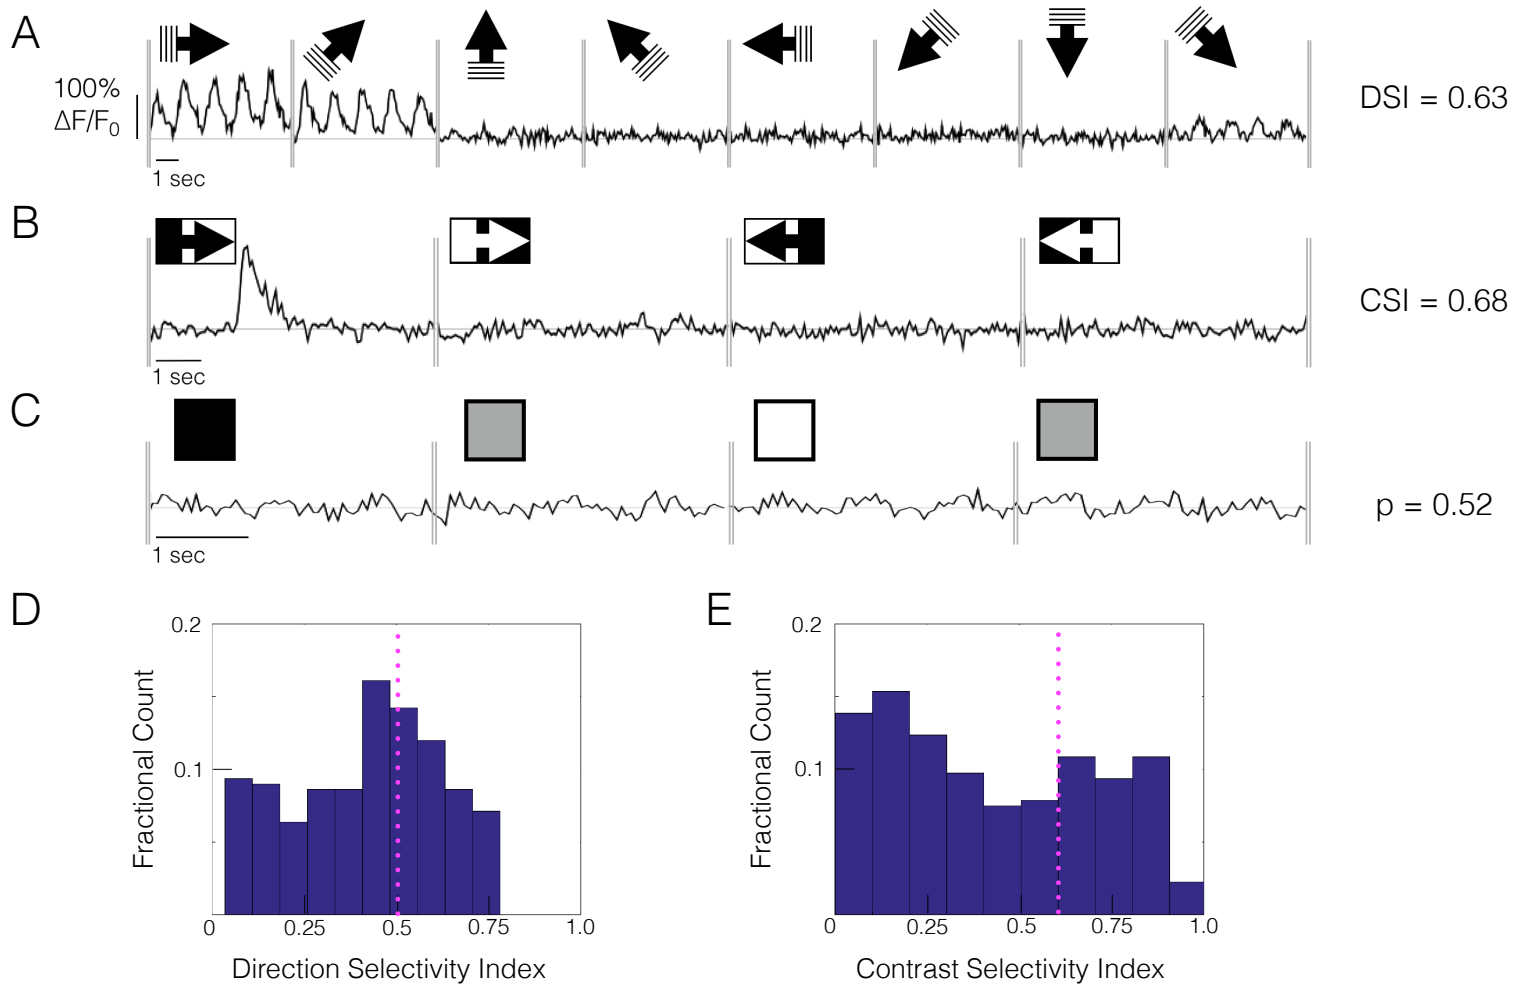 A
100%
ΔF/F₀
1 sec
DSI = 0.63
B
1 sec
CSI = 0.68
C
1 sec
p = 0.52
D
0.2
0.1
Fractional Count
0 0.25 0.5 0.75 1.0
Direction Selectivity Index
E
0.2
0.1
Fractional Count
0 0.25 0.5 0.75 1.0
Contrast Selectivity Index